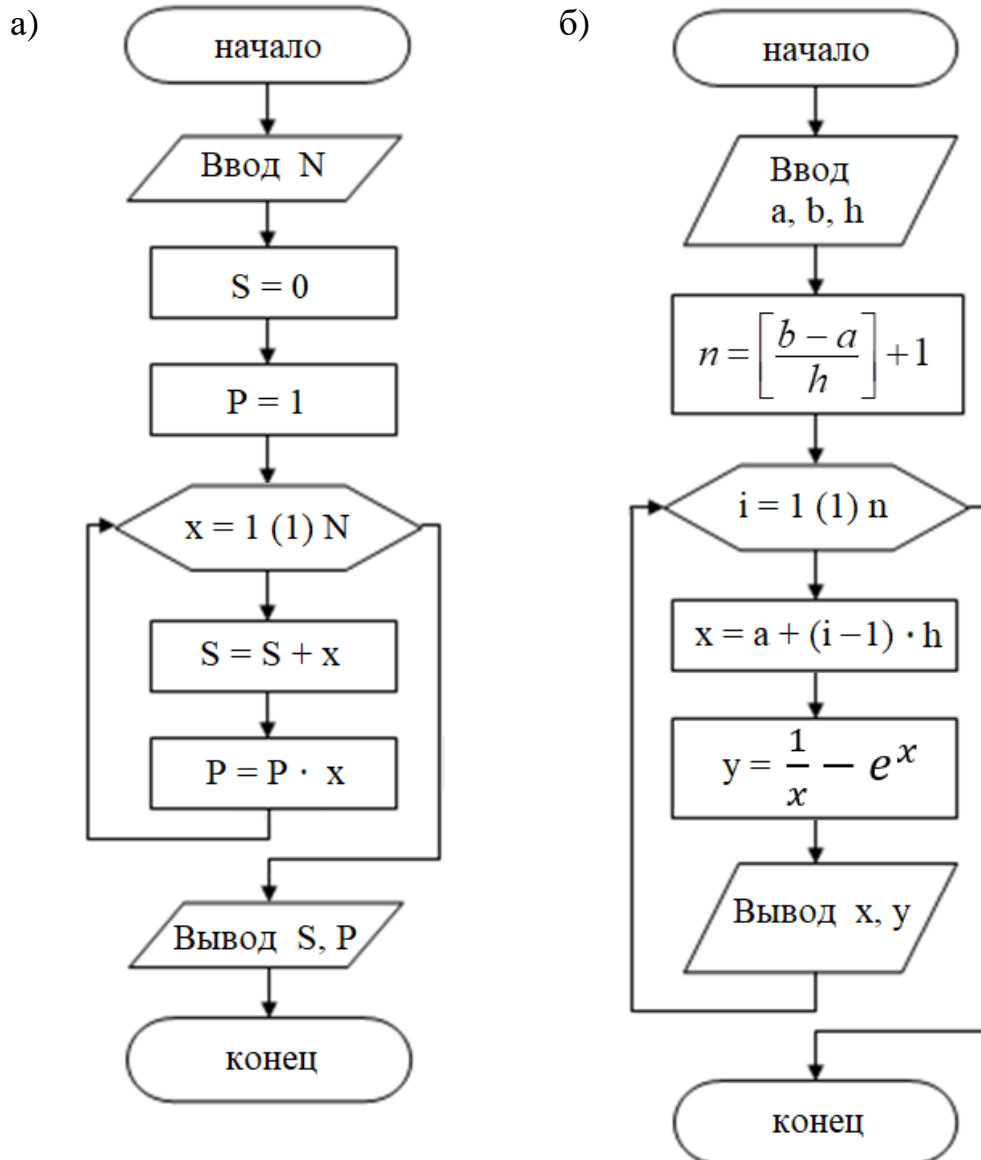 а)
начало
Ввод N
S = 0
P = 1
x = 1 (1) N
S = S + x
P = P · x
Вывод S, P
конец
б)
начало
Ввод
a, b, h
n = [(b − a)/h] + 1
i = 1 (1) n
x = a + (i – 1) · h
y = 1/x − e^x
Вывод x, y
конец